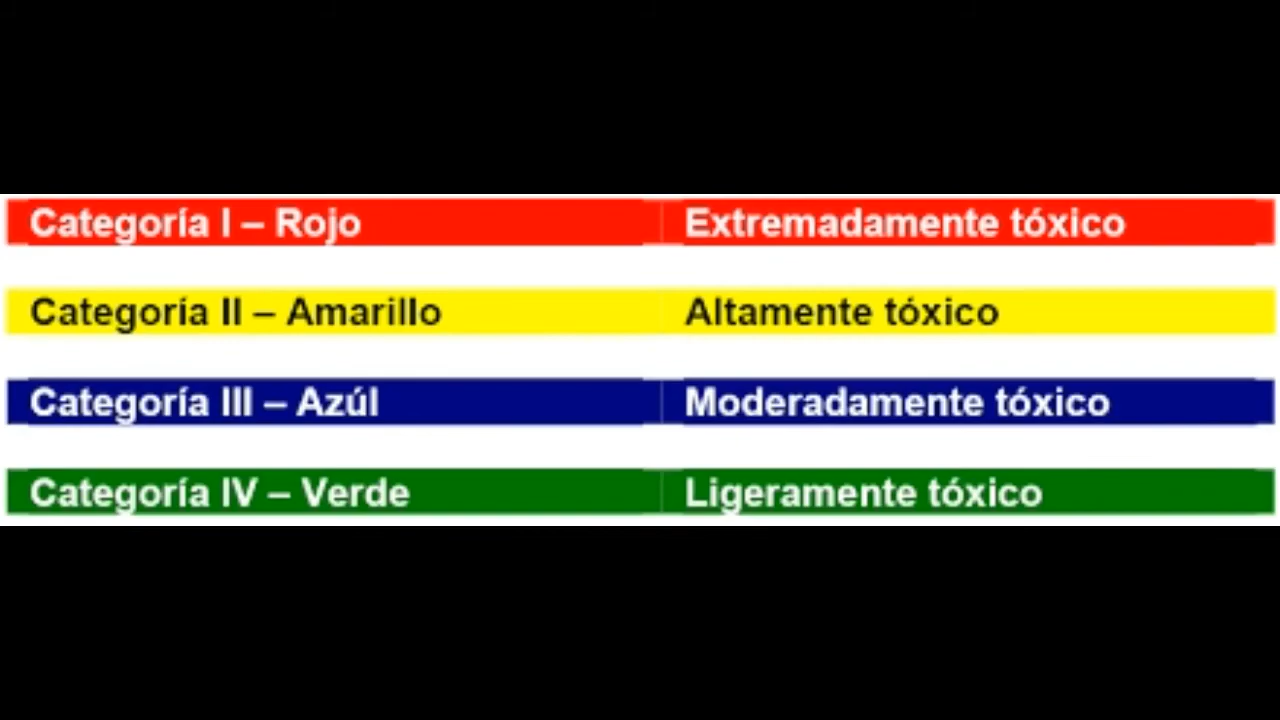 Categoría I – Rojo Extremadamente tóxico
Categoría II – Amarillo Altamente tóxico
Categoría III – Azúl Moderadamente tóxico
Categoría IV – Verde Ligeramente tóxico